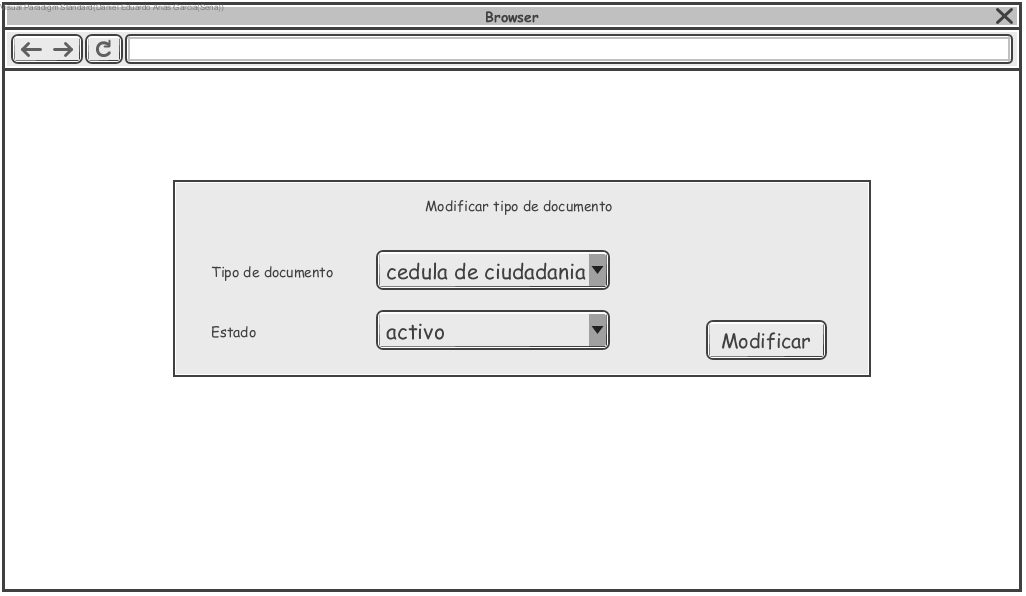 Visual Paradigm Standard(Daniel Eduardo Arias Garcia(Sena))
Browser
Modificar tipo de documento
Tipo de documento
cedula de ciudadania
Estado
activo
Modificar